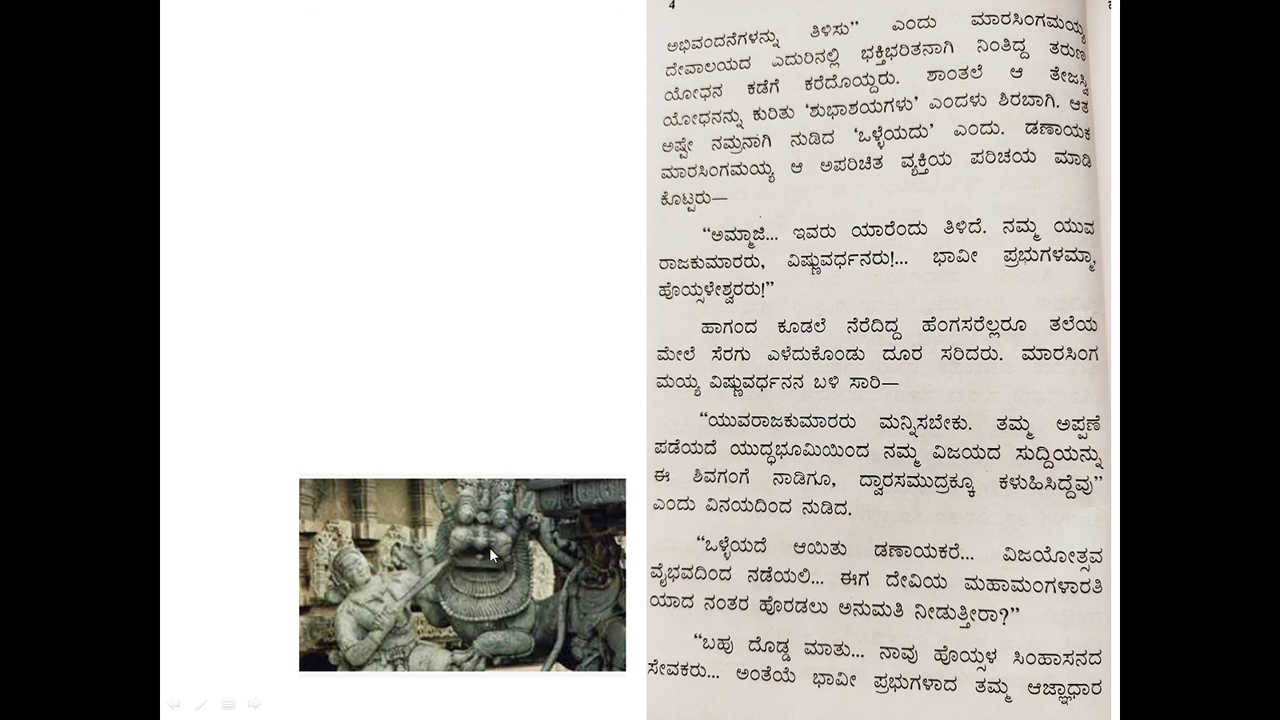 4
ಅಭಿವಂದನೆಗಳನ್ನು ತಿಳಿಸು” ಎಂದು ಮಾರಸಿಂಗಮಯ್ಯ
ದೇವಾಲಯದ ಎದುರಿನಲ್ಲಿ ಭಕ್ತಿಭರಿತನಾಗಿ ನಿಂತಿದ್ದ ತರುಣ
ಯೋಧನ ಕಡೆಗೆ ಕರೆದೊಯ್ದರು. ಶಾಂತಲೆ ಆ ತೇಜಸ್ವಿ
ಯೋಧನನ್ನು ಕುರಿತು ‘ಶುಭಾಶಯಗಳು’ ಎಂದಳು ಶಿರಬಾಗಿ. ಆತ
ಅಷ್ಟೇ ನಮ್ರನಾಗಿ ನುಡಿದ ‘ಒಳ್ಳೆಯದು’ ಎಂದು. ಡಣಾಯಕ
ಮಾರಸಿಂಗಮಯ್ಯ ಆ ಅಪರಿಚಿತ ವ್ಯಕ್ತಿಯ ಪರಿಚಯ ಮಾಡಿ
ಕೊಟ್ಟರು—
“ಅಮ್ಮಾಜಿ... ಇವರು ಯಾರೆಂದು ತಿಳಿದೆ. ನಮ್ಮ ಯುವ
ರಾಜಕುಮಾರರು, ವಿಷ್ಣುವರ್ಧನರು!... ಭಾವೀ ಪ್ರಭುಗಳಮ್ಮಾ,
ಹೊಯ್ಸಳೇಶ್ವರರು!”
ಹಾಗಂದ ಕೂಡಲೆ ನೆರೆದಿದ್ದ ಹೆಂಗಸರೆಲ್ಲರೂ ತಲೆಯ
ಮೇಲೆ ಸೆರಗು ಎಳೆದುಕೊಂಡು ದೂರ ಸರಿದರು. ಮಾರಸಿಂಗ
ಮಯ್ಯ ವಿಷ್ಣುವರ್ಧನನ ಬಳಿ ಸಾರಿ—
“ಯುವರಾಜಕುಮಾರರು ಮನ್ನಿಸಬೇಕು. ತಮ್ಮ ಅಪ್ಪಣೆ
ಪಡೆಯದೆ ಯುದ್ಧಭೂಮಿಯಿಂದ ನಮ್ಮ ವಿಜಯದ ಸುದ್ದಿಯನ್ನು
ಈ ಶಿವಗಂಗೆ ನಾಡಿಗೂ, ದ್ವಾರಸಮುದ್ರಕ್ಕೂ ಕಳುಹಿಸಿದ್ದೆವು”
ಎಂದು ವಿನಯದಿಂದ ನುಡಿದ.
“ಒಳ್ಳೆಯದೆ ಆಯಿತು ಡಣಾಯಕರೆ... ವಿಜಯೋತ್ಸವ
ವೈಭವದಿಂದ ನಡೆಯಲಿ... ಈಗ ದೇವಿಯ ಮಹಾಮಂಗಳಾರತಿ
ಯಾದ ನಂತರ ಹೊರಡಲು ಅನುಮತಿ ನೀಡುತ್ತೀರಾ?”
“ಬಹು ದೊಡ್ಡ ಮಾತು... ನಾವು ಹೊಯ್ಸಳ ಸಿಂಹಾಸನದ
ಸೇವಕರು... ಅಂತೆಯೆ ಭಾವೀ ಪ್ರಭುಗಳಾದ ತಮ್ಮ ಆಜ್ಞಾಧಾರ